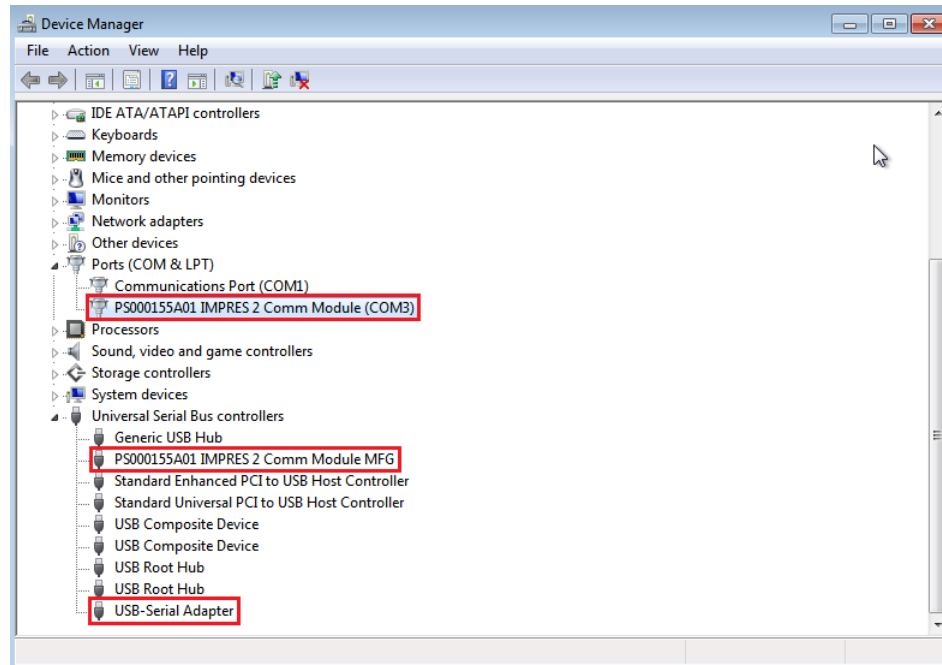 Device Manager
File Action View Help
IDE ATA/ATAPI controllers
Keyboards
Memory devices
Mice and other pointing devices
Monitors
Network adapters
Other devices
Ports (COM & LPT)
Communications Port (COM1)
PS000155A01 IMPRES 2 Comm Module (COM3)
Processors
Sound, video and game controllers
Storage controllers
System devices
Universal Serial Bus controllers
Generic USB Hub
PS000155A01 IMPRES 2 Comm Module MFG
Standard Enhanced PCI to USB Host Controller
Standard Universal PCI to USB Host Controller
USB Composite Device
USB Composite Device
USB Root Hub
USB Root Hub
USB-Serial Adapter